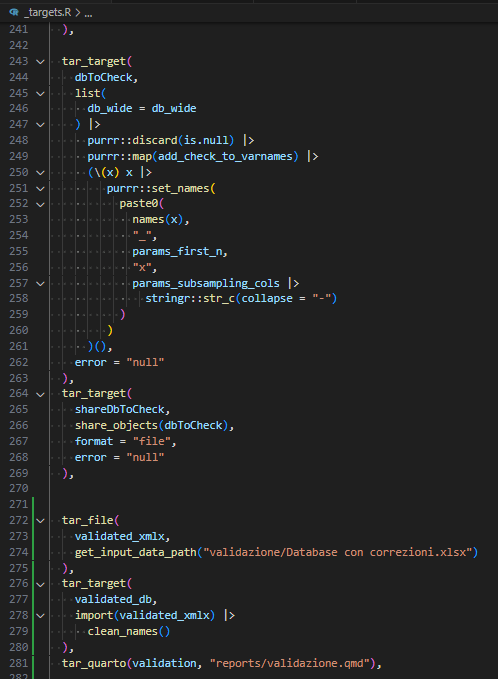 _targets.R > ...
241 ),
242
243 tar_target(
244 dbToCheck,
245 list(
246 db_wide = db_wide
247 ) |>
248 purrr::discard(is.null) |>
249 purrr::map(add_check_to_varnames) |>
250 (\(x) x |>
251 purrr::set_names(
252 paste0(
253 names(x),
254 "_",
255 params_first_n,
256 "x",
257 params_subsampling_cols |>
258 stringr::str_c(collapse = "-")
259 )
260 )
261 )(),
262 error = "null"
263 ),
264 tar_target(
265 shareDbToCheck,
266 share_objects(dbToCheck),
267 format = "file",
268 error = "null"
269 ),
270
271
272 tar_file(
273 validated_xmlx,
274 get_input_data_path("validazione/Database con correzioni.xlsx")
275 ),
276 tar_target(
277 validated_db,
278 import(validated_xmlx) |>
279 clean_names()
280 ),
281 tar_quarto(validation, "reports/validazione.qmd"),
282